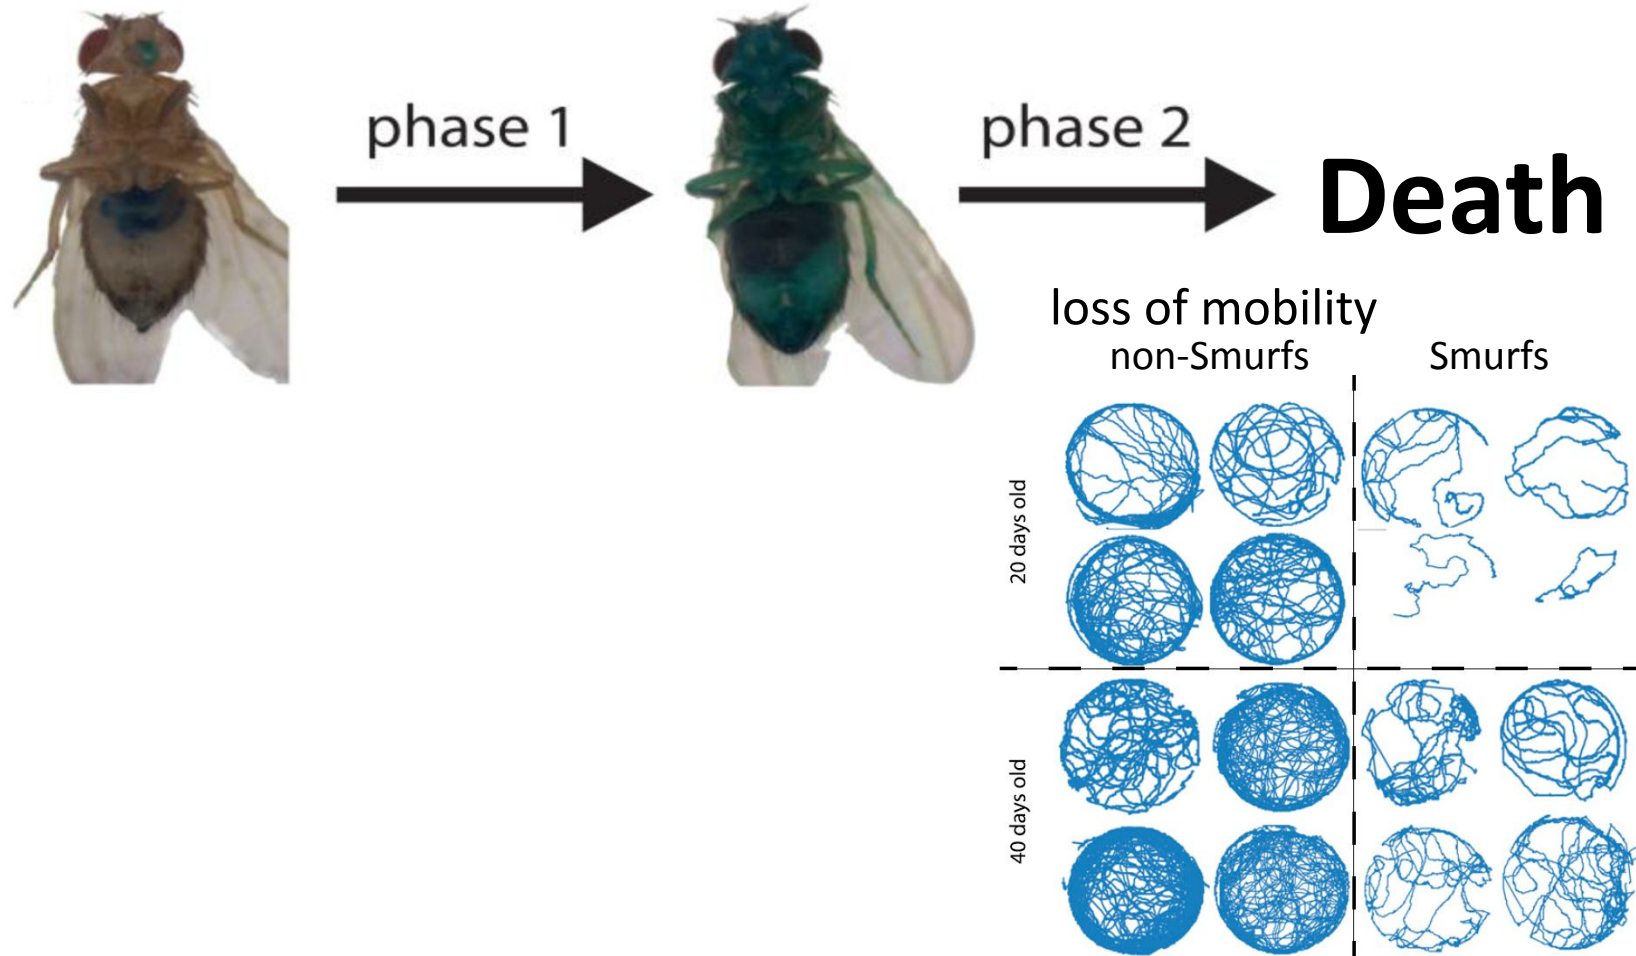 phase 1
phase 2
Death
loss of mobility
non-Smurfs
Smurfs
20 days old
40 days old